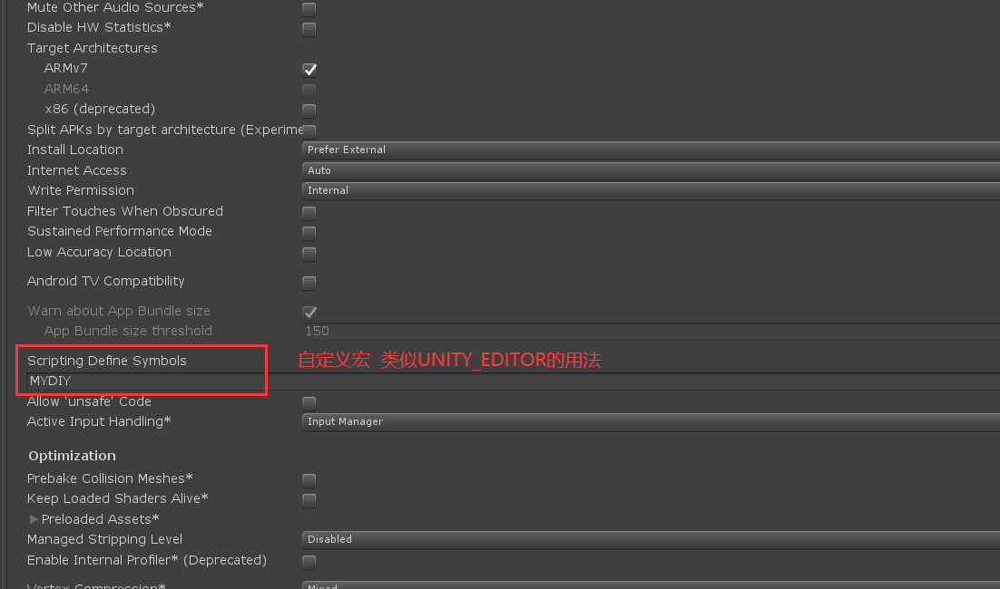 Mute Other Audio Sources*
Disable HW Statistics*
Target Architectures
ARMv7
ARM64
x86 (deprecated)
Split APKs by target architecture (Experime
Install Location Prefer External
Internet Access Auto
Write Permission Internal
Filter Touches When Obscured
Sustained Performance Mode
Low Accuracy Location
Android TV Compatibility
Warn about App Bundle size
App Bundle size threshold 150
Scripting Define Symbols 自定义宏 类似UNITY_EDITOR的用法
MYDIY
Allow 'unsafe' Code
Active Input Handling* Input Manager
Optimization
Prebake Collision Meshes*
Keep Loaded Shaders Alive*
Preloaded Assets*
Managed Stripping Level Disabled
Enable Internal Profiler* (Deprecated)
Vertex Compression* Mixed